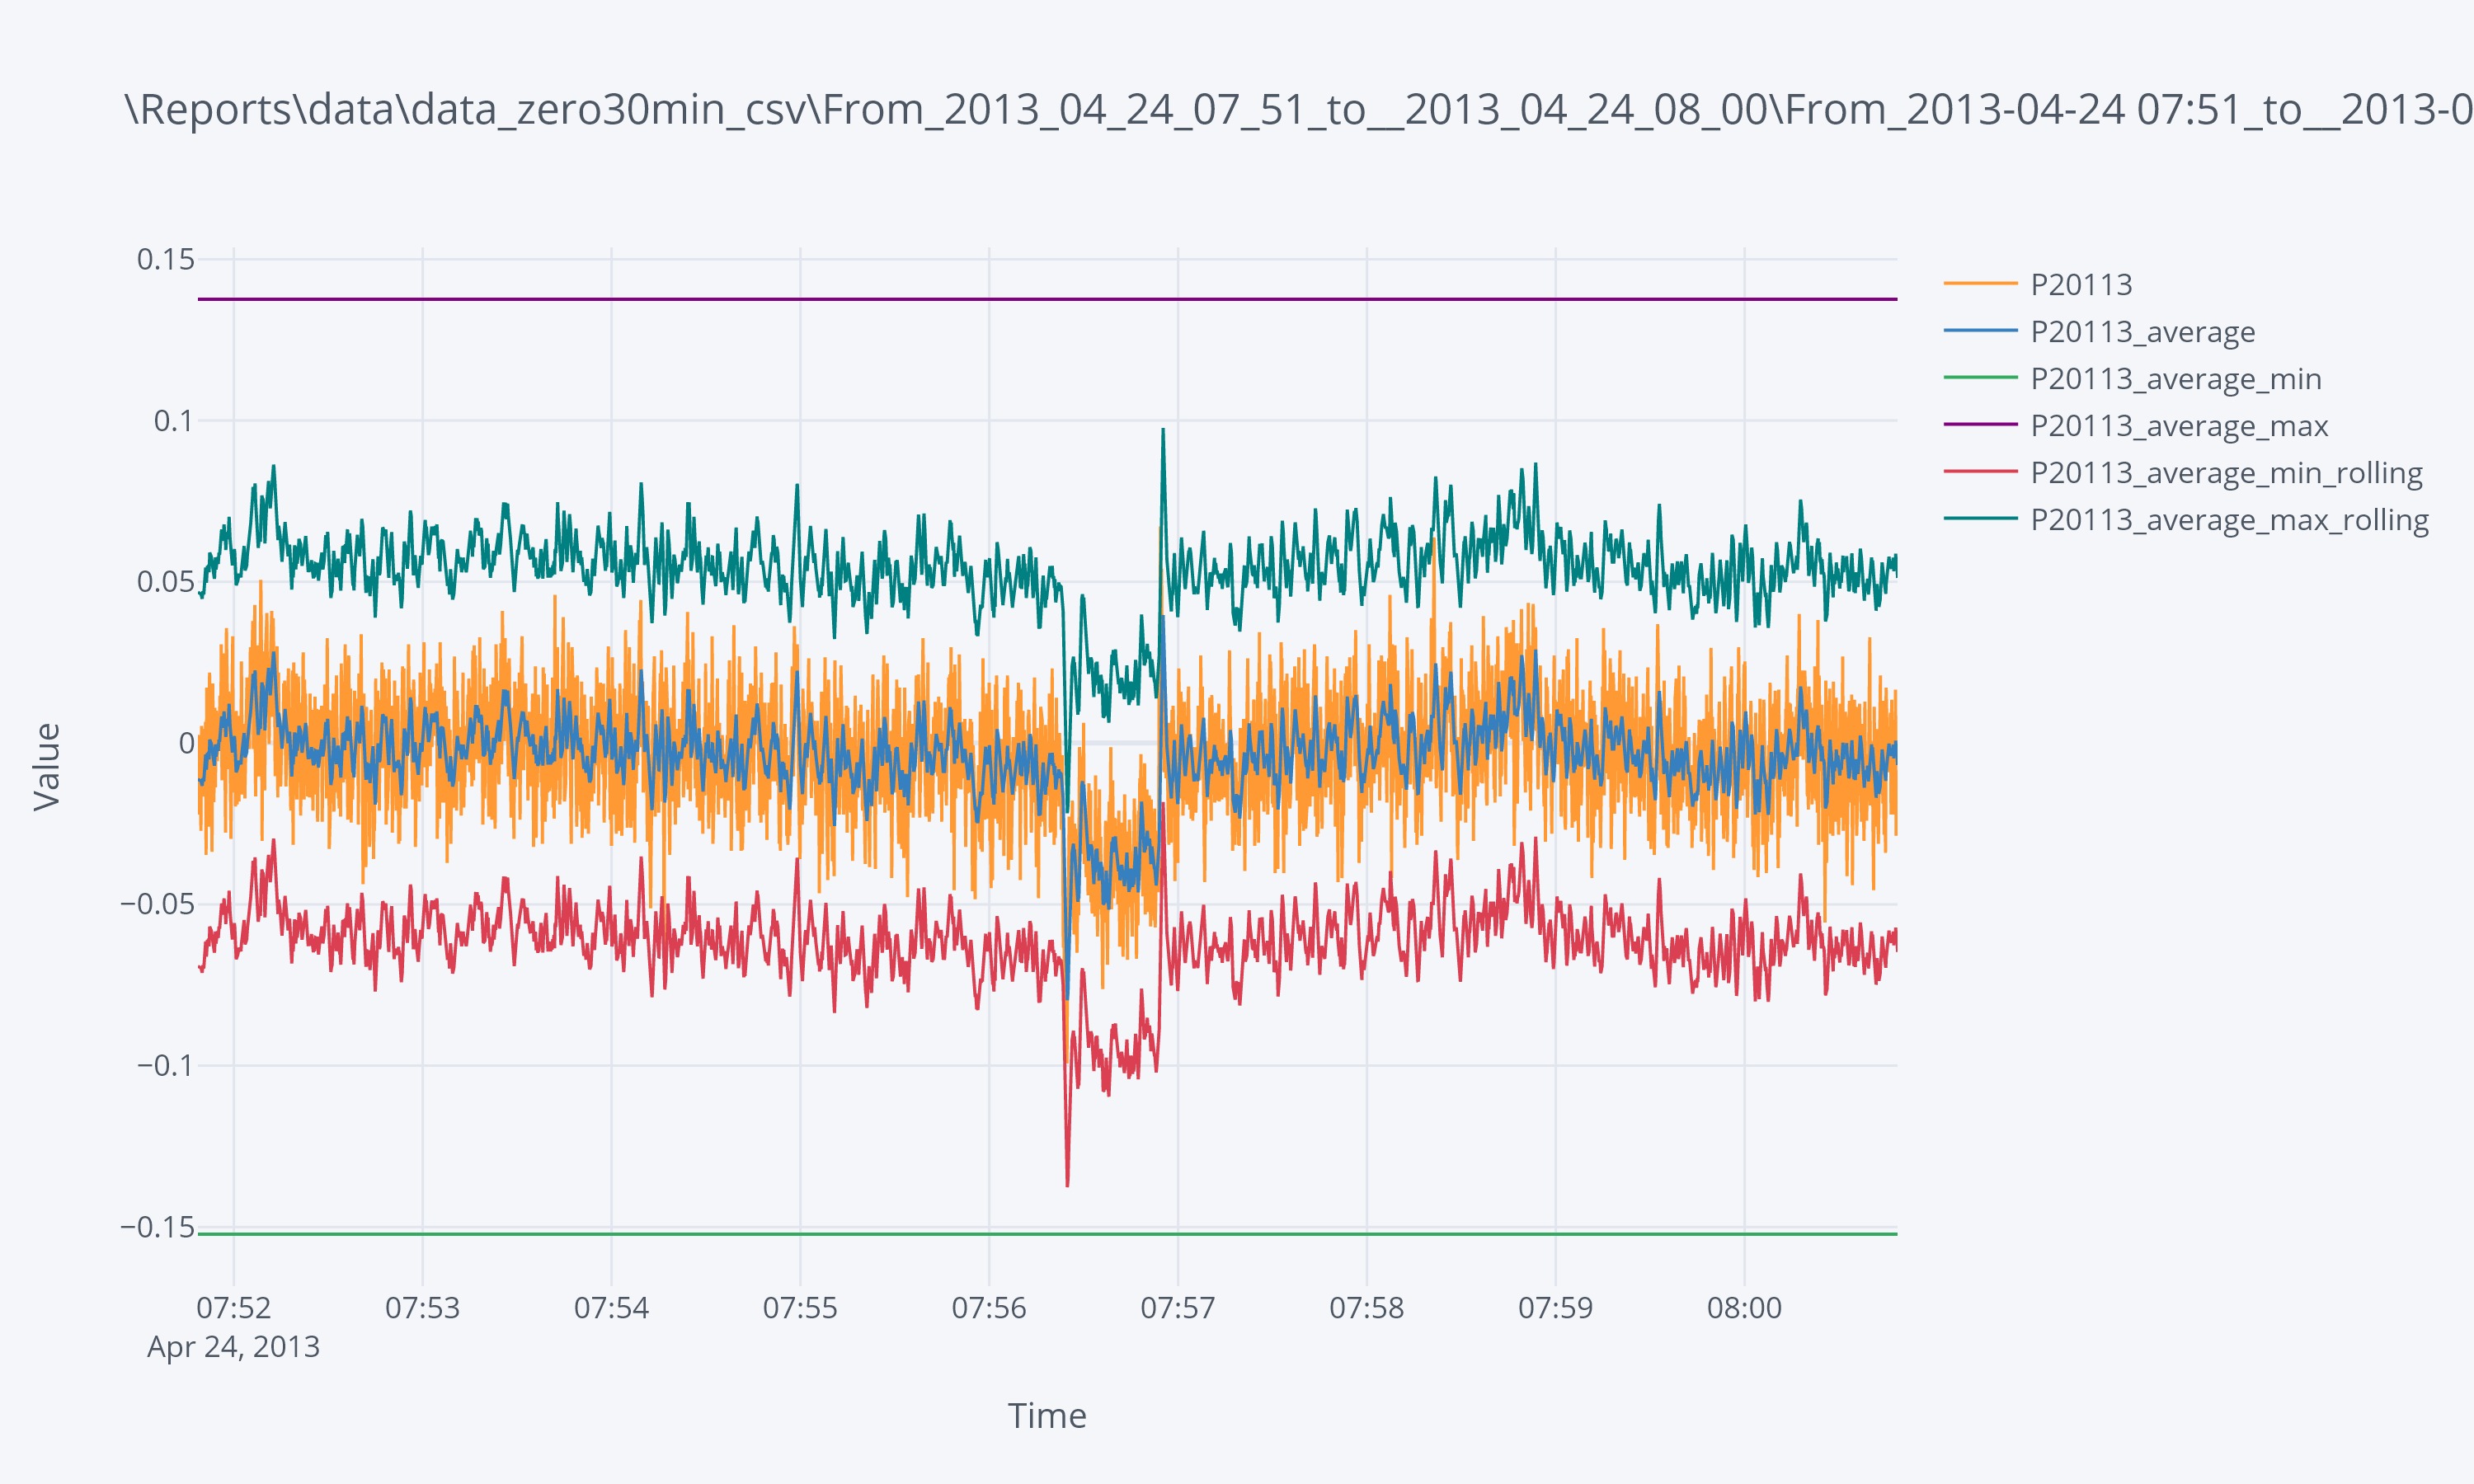 \Reports\data\data_zero30min_csv\From_2013_04_24_07_51_to__2013_04_24_08_00\From_2013-04-24 07:51_to__2013-0
0.15
0.1
0.05
0
−0.05
−0.1
−0.15
Value
07:52
07:53
07:54
07:55
07:56
07:57
07:58
07:59
08:00
Apr 24, 2013
Time
P20113
P20113_average
P20113_average_min
P20113_average_max
P20113_average_min_rolling
P20113_average_max_rolling